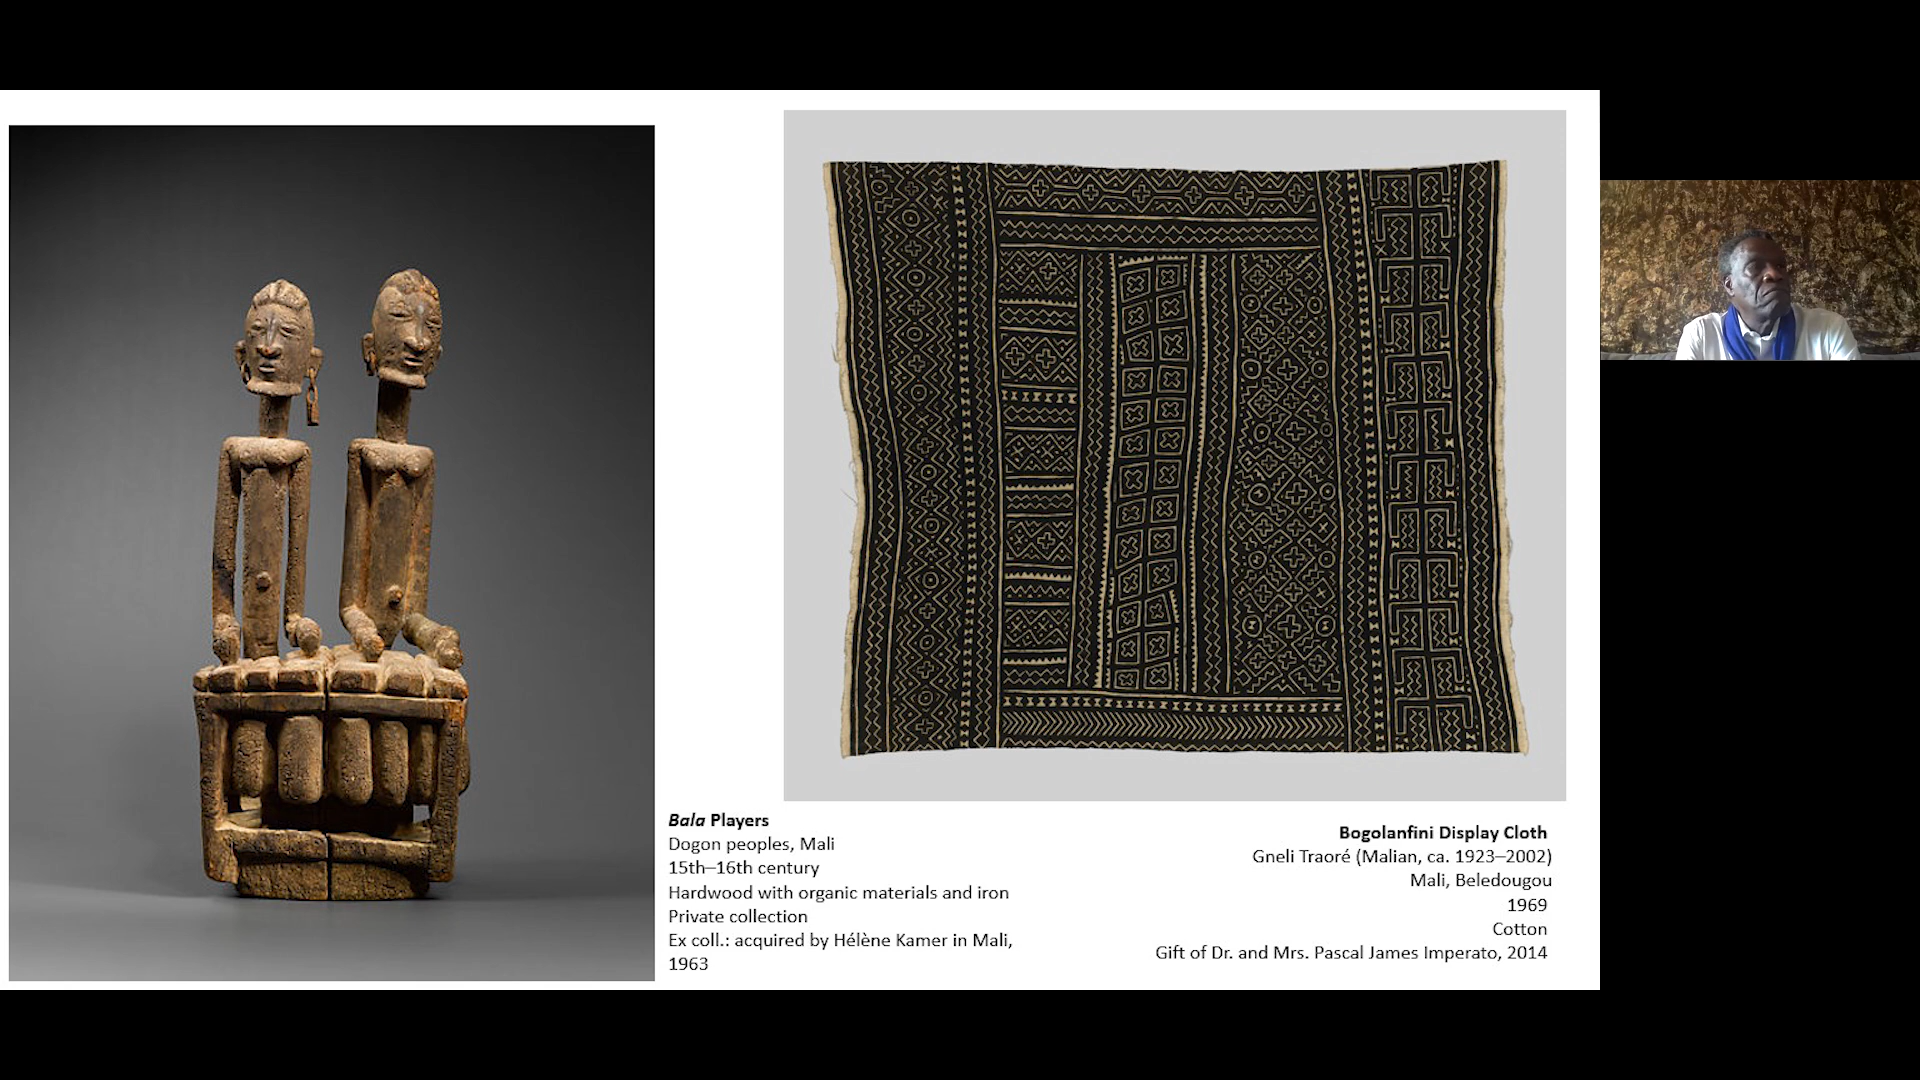 Bala Players
Dogon peoples, Mali
15th–16th century
Hardwood with organic materials and iron
Private collection
Ex coll.: acquired by Hélène Kamer in Mali,
1963
Bogolanfini Display Cloth
Gneli Traoré (Malian, ca. 1923–2002)
Mali, Beledougou
1969
Cotton
Gift of Dr. and Mrs. Pascal James Imperato, 2014